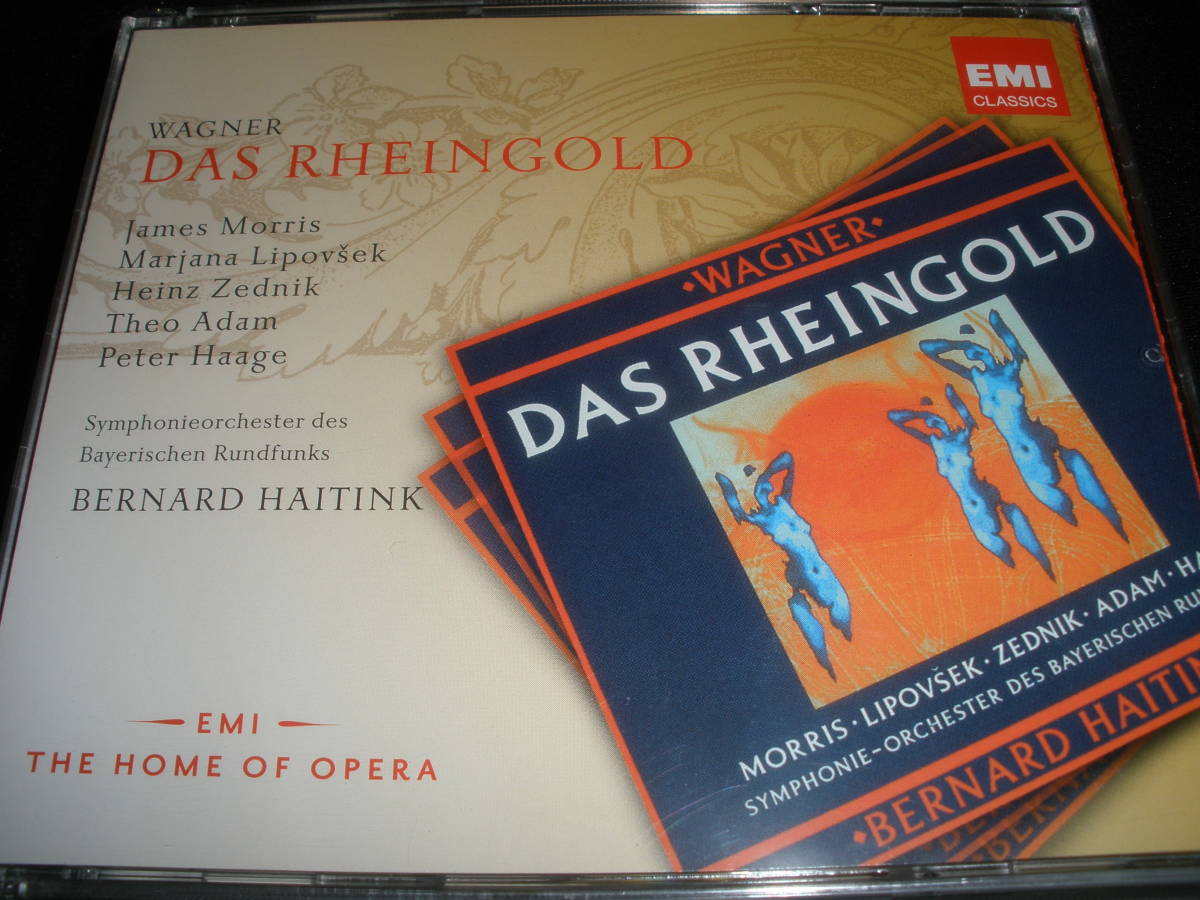 EMI
CLASSICS
WAGNER
DAS RHEINGOLD
James Morris
Marjana Lipovšek
Heinz Zednik
Theo Adam
Peter Haage
Symphonieorchester des
Bayerischen Rundfunks
BERNARD HAITINK
EMI
THE HOME OF OPERA
•WAGNER•
DAS RHEINGOLD
MORRIS · LIPOVŠEK · ZEDNIK · ADAM · HA
SYMPHONIE-ORCHESTER DES BAYERISCHEN RU
•BERNARD HAITIN